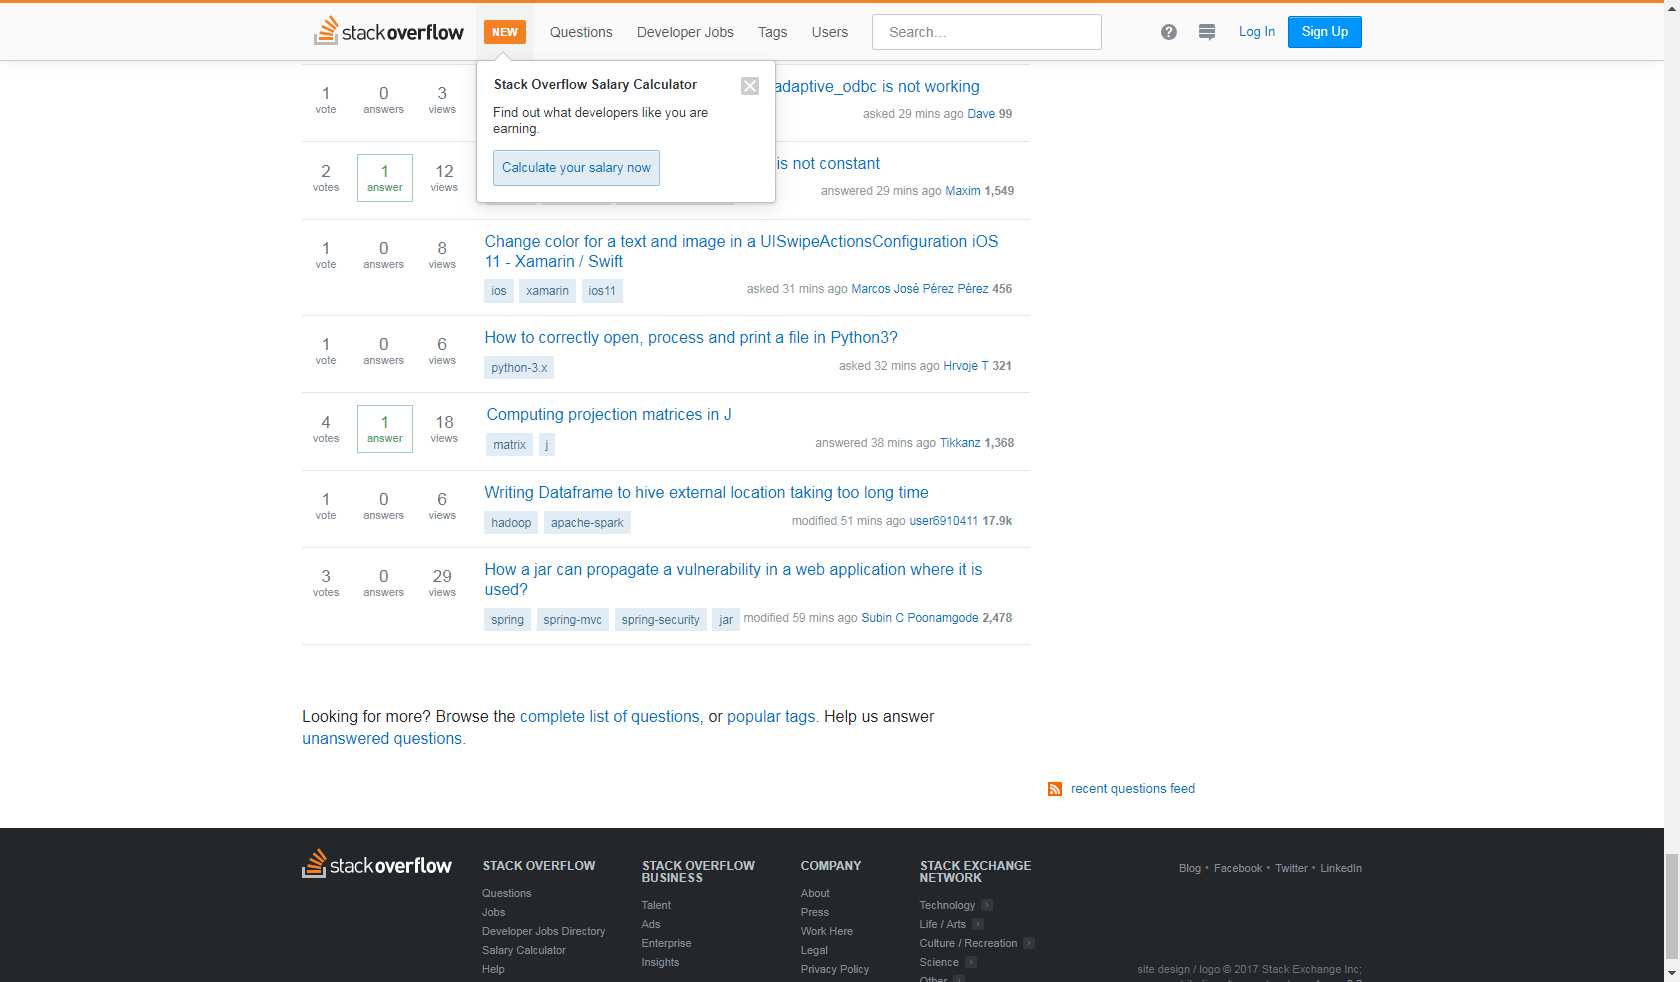 stackoverflow NEW Questions Developer Jobs Tags Users Search... ? Log In Sign Up
Stack Overflow Salary Calculator
Find out what developers like you are
earning.
Calculate your salary now
1 0 3 adaptive_odbc is not working
vote answers views asked 29 mins ago Dave 99
2 1 12 is not constant
votes answer views answered 29 mins ago Maxim 1,549
1 0 8 Change color for a text and image in a UISwipeActionsConfiguration iOS
vote answers views 11 - Xamarin / Swift
ios xamarin ios11 asked 31 mins ago Marcos José Pérez Pérez 456
1 0 6 How to correctly open, process and print a file in Python3?
vote answers views python-3.x asked 32 mins ago Hrvoje T 321
4 1 18 Computing projection matrices in J
votes answer views matrix j answered 38 mins ago Tikkanz 1,368
1 0 6 Writing Dataframe to hive external location taking too long time
vote answers views hadoop apache-spark modified 51 mins ago user6910411 17.9k
3 0 29 How a jar can propagate a vulnerability in a web application where it is
votes answers views used?
spring spring-mvc spring-security jar modified 59 mins ago Subin C Poonamgode 2,478
Looking for more? Browse the complete list of questions, or popular tags. Help us answer
unanswered questions.
recent questions feed
stackoverflow
STACK OVERFLOW
Questions
Jobs
Developer Jobs Directory
Salary Calculator
Help
STACK OVERFLOW
BUSINESS
Talent
Ads
Enterprise
Insights
COMPANY
About
Press
Work Here
Legal
Privacy Policy
STACK EXCHANGE
NETWORK
Technology
Life / Arts
Culture / Recreation
Science
Other
Blog • Facebook • Twitter • LinkedIn
site design / logo © 2017 Stack Exchange Inc;